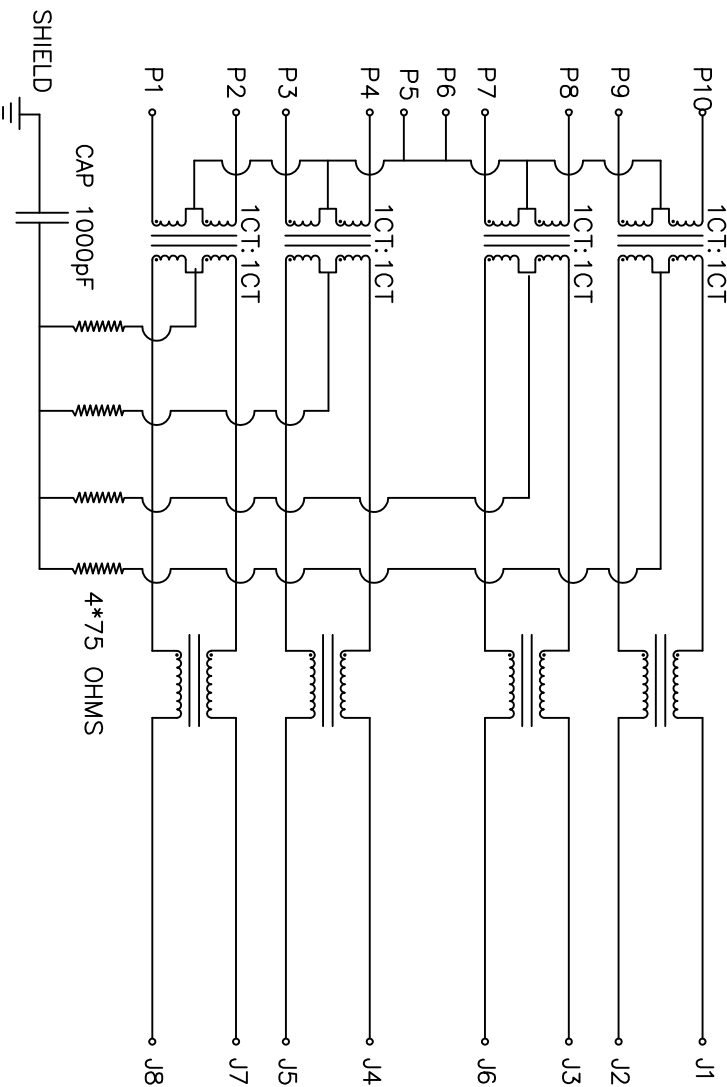 P10
P9
P8
P7
P6
P5
P4
P3
P2
P1
1CT:1CT
1CT:1CT
1CT:1CT
1CT:1CT
J1
J2
J3
J6
J4
J5
J7
J8
4*75 OHMS
CAP 1000pF
SHIELD